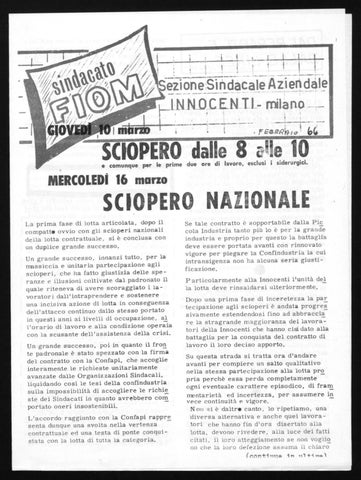 sindacato
FIOM
Sezione Sindacale Aziendale
INNOCENTI - milano
FEBBRAIO 66
GIOVEDÌ 10 marzo
SCIOPERO dalle 8 alle 10
e comunque per le prime due ore di lavoro, esclusi i siderurgici.
MERCOLEDÌ 16 marzo
SCIOPERO NAZIONALE
La prima fase di lotta articolata, dopo il
compatto ovvio con gli scioperi nazionali
della lotta contrattuale, si è conclusa con
un duplice grande successo.
Un grande successo, innanzi tutto, per la
massiccia e unitaria partecipazione agli
scioperi, che ha fatto giustizia delle spe-
ranze e illusioni coltivate dal padronato il
quale riteneva di avere scoraggiato i la-
voratori dall'intraprendere e sostenere
una incisiva azione di lotta in conseguenza
dell'attacco continuo dallo stesso portato
in questi anni ai livelli di occupazione, al
l'orario di lavoro e alla condizione operaia
con la scusante dell'esistenza della crisi.
Un grande successo, poi in quanto il fron
te padronale è stato spezzato con la firma
del contratto con la Confapi, che accoglie
interamente le richieste unitariamente
avanzate dalle Organizzazioni Sindacali,
liquidando così le tesi della confindustria
sulla impossibilità di accogliere le richie
ste dei Sindacati in quanto avrebbero com
portato oneri insostenibili.
L'accordo raggiunto con la Confapi rappre
senta dunque una svolta nella vertenza
contrattuale ed una testa di ponte conqui-
stata con la lotta di tutta la categoria.
Se tale contratto è sopportabile dalla Pic
cola Industria tanto più lo è per la grande
industria e proprio per questo la battaglia
deve essere portata avanti con rinnovato
vigore per piegare la Confindustria la cui
intransigenza non ha alcuna seria giusti-
ficazione.
Particolarmente alla Innocenti l'unità del
la lotta deve rinsaldarsi ulteriormente.
Dopo una prima fase di incertezza la par
tecipazione agli scioperi è andata progres
sivamente estendendosi fino ad abbraccia
re la stragrande maggioranza dei lavora-
tori della Innocenti che hanno così dato alla
battaglia per la conquista del contratto di
lavoro il loro deciso apporto.
Su questa strada si tratta ora d'andare
avanti per compiere un salto qualitativo
nella stessa partecipazione alla lotta pro
pria perchè essa perda completamente
ogni eventuale carattere episodico, di fram
mentarietà ed incertezza, per assumere in
vece continuità e vigore.
Noi ci è daltro canto, lo ripetiamo, una
diversa alternativa e anche quei lavora-
tori che hanno fin d'ora disertato alla
lotta, devono rivedere, alla luce dei fatti
citati, il loro atteggiamento se non voglio
no che la loro defezione assuma il chiaro
(continua in ultima)